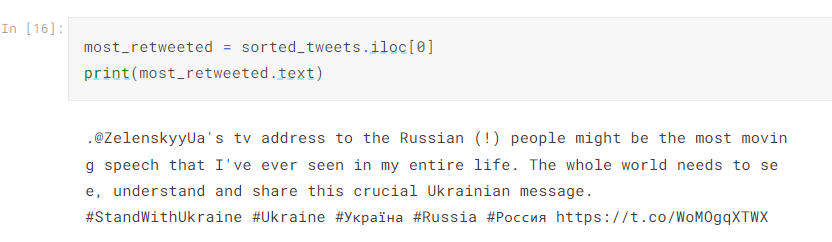 In [16]:
most_retweeted = sorted_tweets.iloc[0]
print(most_retweeted.text)
.@ZelenskyyUa's tv address to the Russian (!) people might be the most movin
g speech that I've ever seen in my entire life. The whole world needs to se
e, understand and share this crucial Ukrainian message.
#StandWithUkraine #Ukraine #Україна #Russia #Россия https://t.co/WoMOgqXTWX